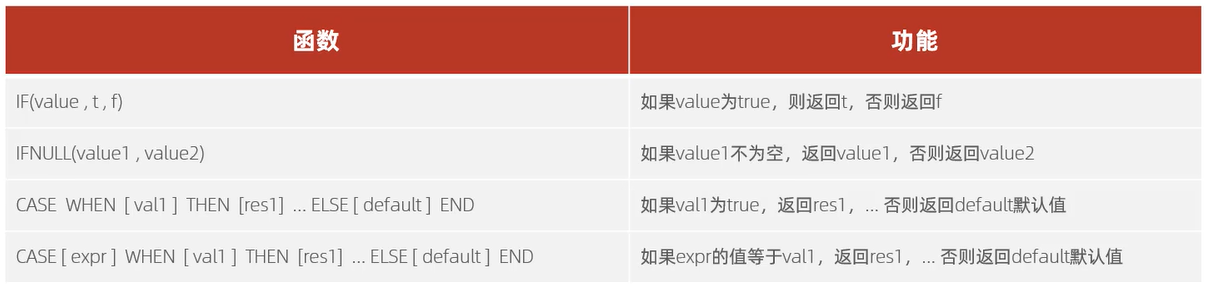 函数 功能
IF(value , t , f) 如果value为true，则返回t，否则返回f
IFNULL(value1 , value2) 如果value1不为空，返回value1，否则返回value2
CASE WHEN [ val1 ] THEN [res1] ... ELSE [ default ] END 如果val1为true，返回res1，... 否则返回default默认值
CASE [ expr ] WHEN [ val1 ] THEN [res1] ... ELSE [ default ] END 如果expr的值等于val1，返回res1，... 否则返回default默认值